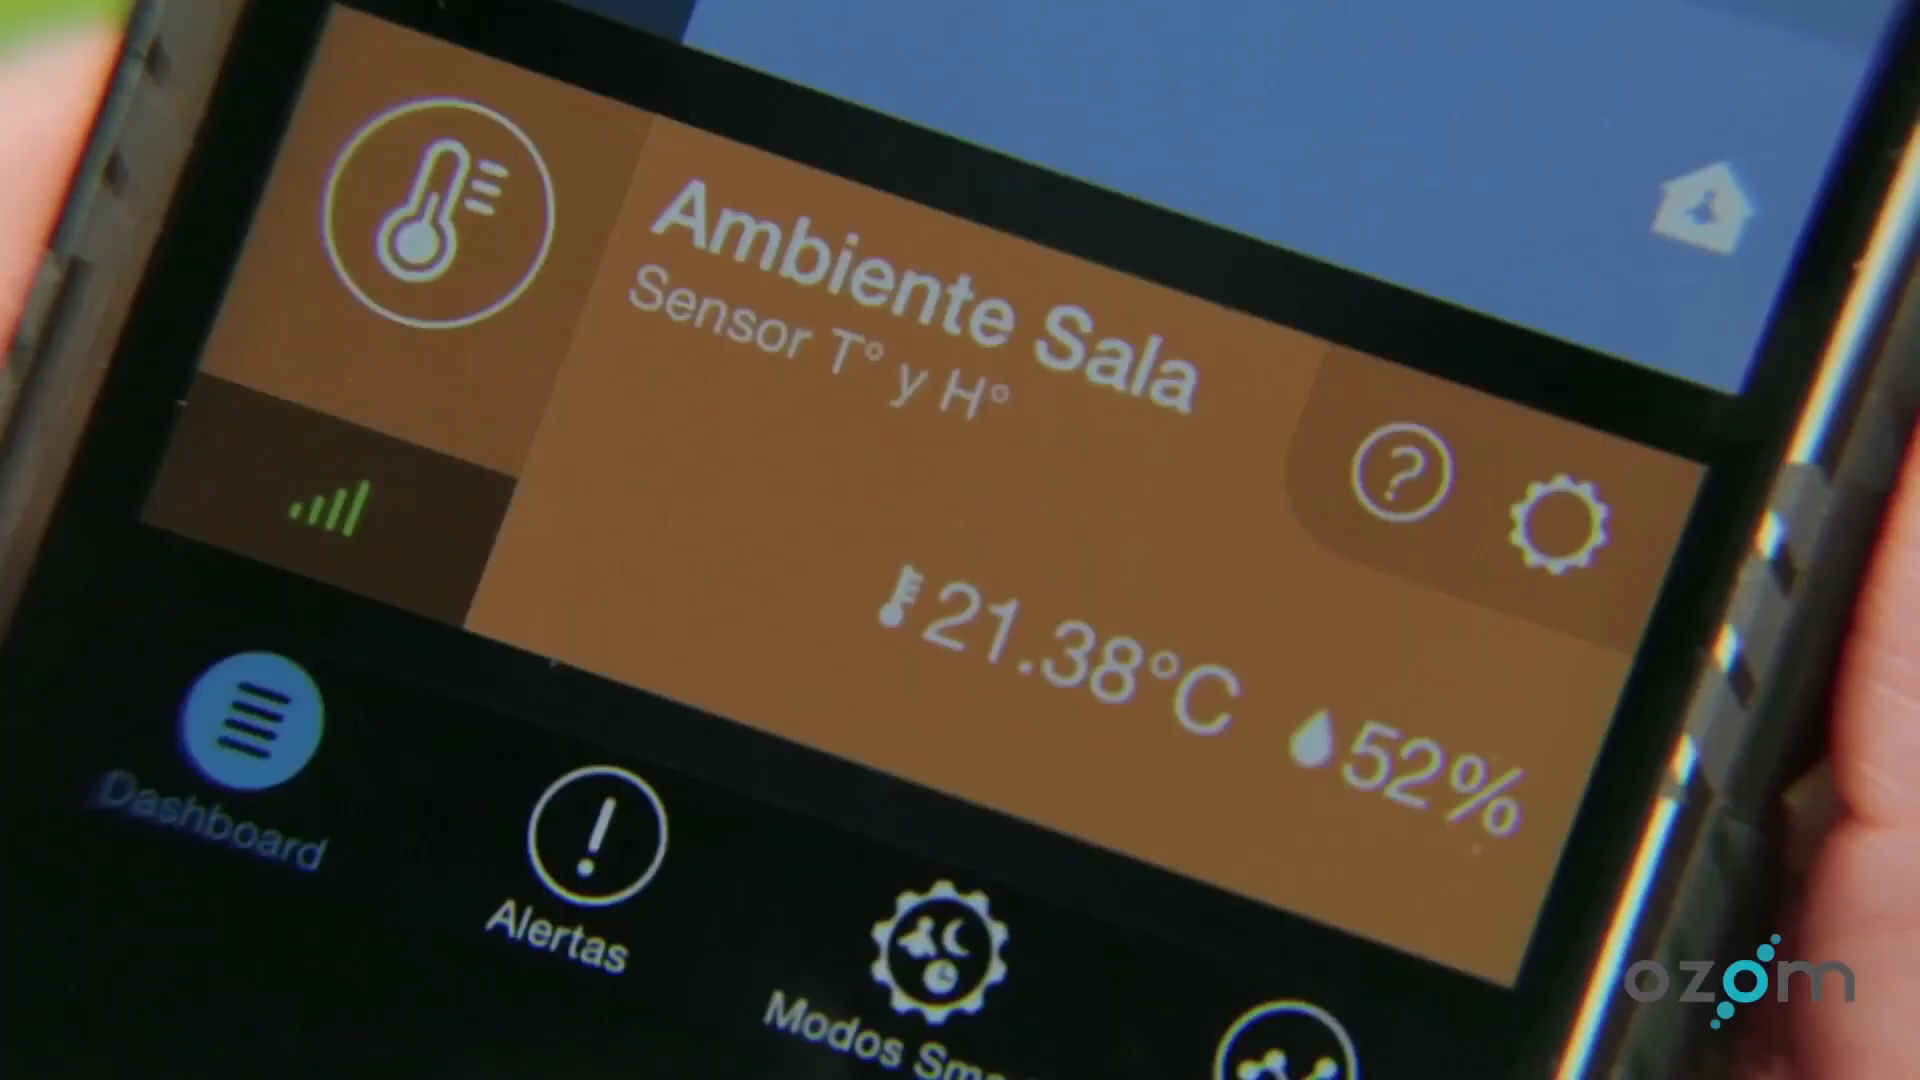 Ambiente Sala
Sensor T° y H°
21.38°C 52%
Dashboard
Alertas
Modos
ozom